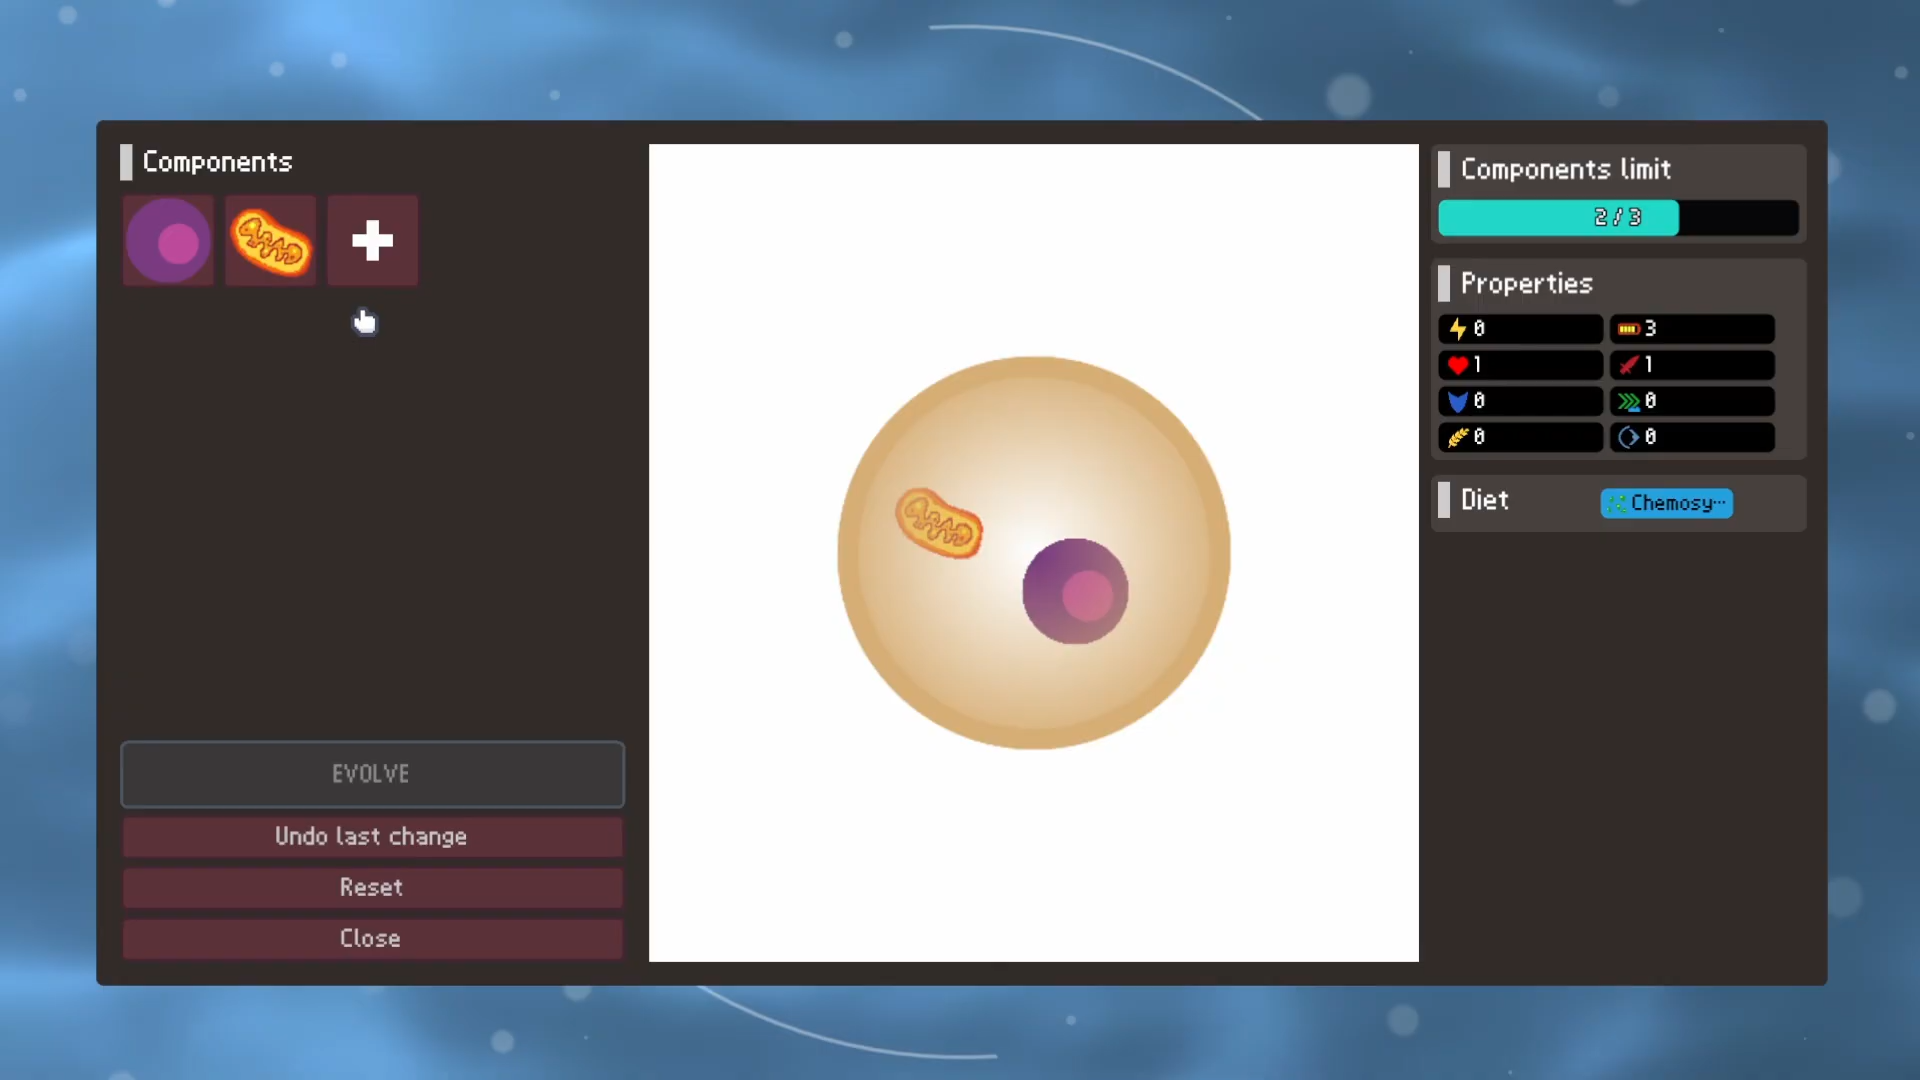 Components
EVOLVE
Undo last change
Reset
Close
Components limit
2/3
Properties
0 3
1 1
0 0
0 0
Diet Chemosy…